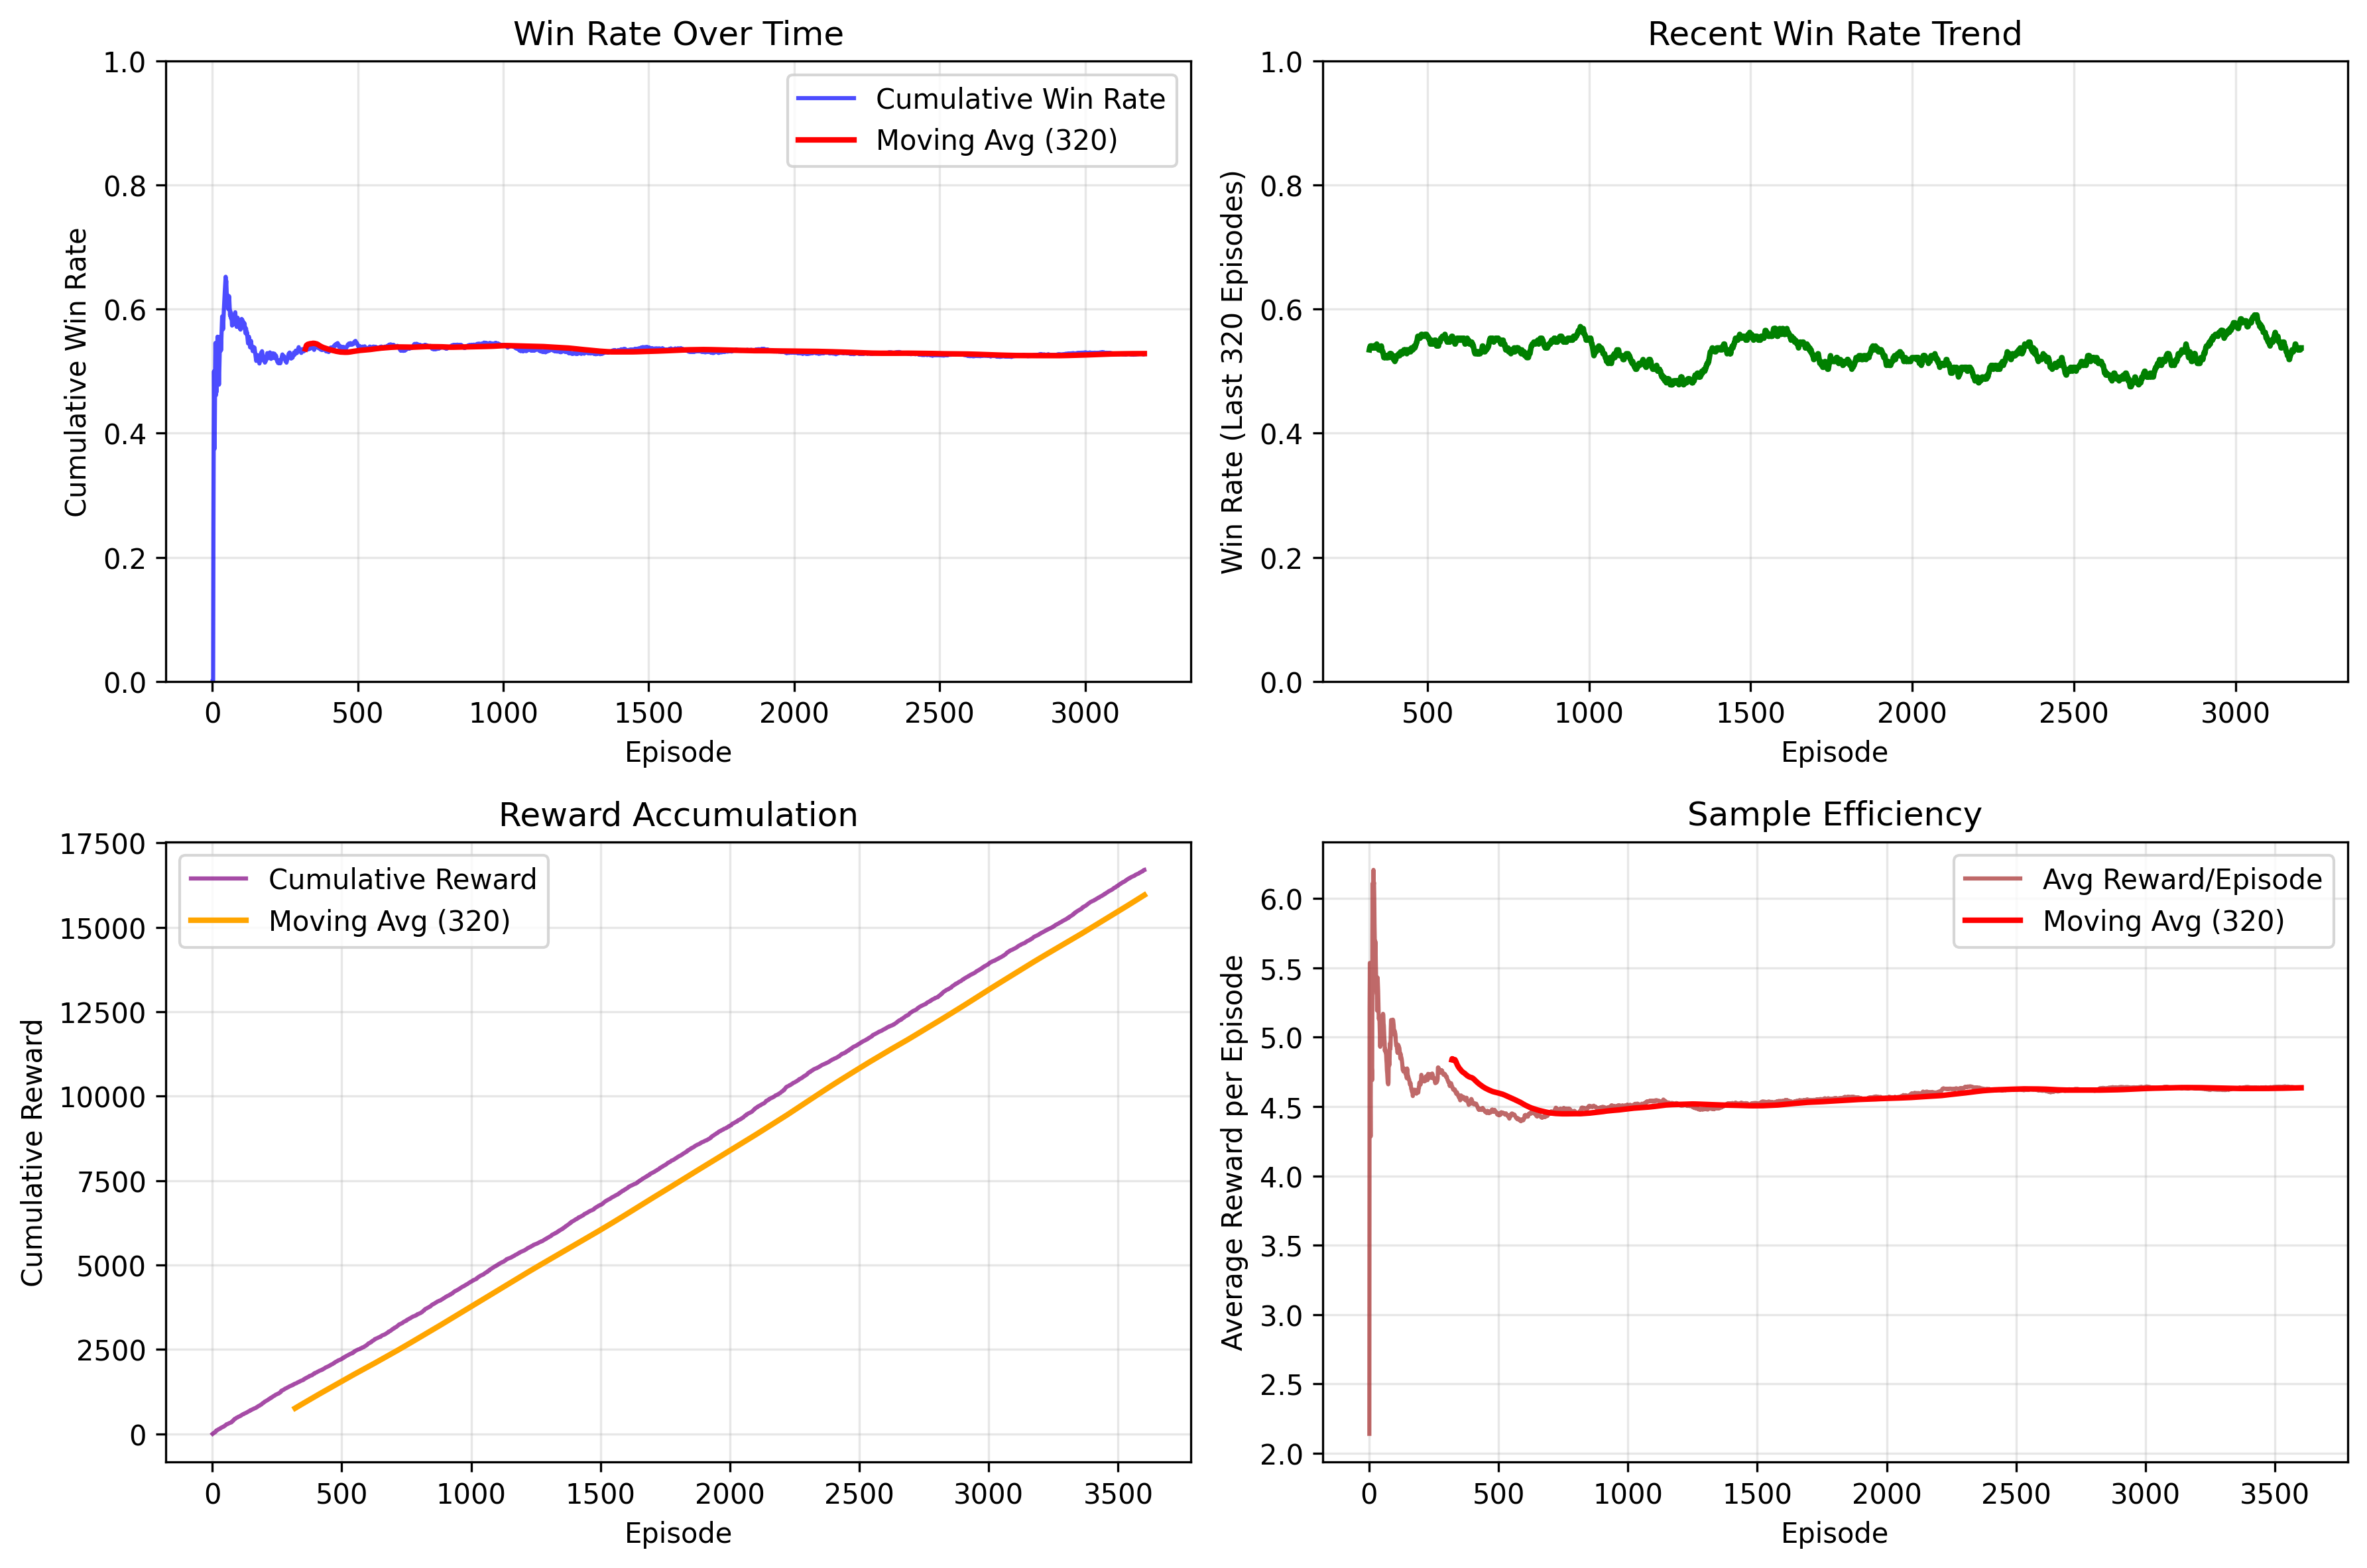 Win Rate Over Time
Cumulative Win Rate
1.0
0.8
0.6
0.4
0.2
0.0
Cumulative Win Rate
Moving Avg (320)
0 500 1000 1500 2000 2500 3000
Episode
Recent Win Rate Trend
Win Rate (Last 320 Episodes)
1.0
0.8
0.6
0.4
0.2
0.0
500 1000 1500 2000 2500 3000
Episode
Reward Accumulation
Cumulative Reward
17500
15000
12500
10000
7500
5000
2500
0
Cumulative Reward
Moving Avg (320)
0 500 1000 1500 2000 2500 3000 3500
Episode
Sample Efficiency
Average Reward per Episode
6.0
5.5
5.0
4.5
4.0
3.5
3.0
2.5
2.0
Avg Reward/Episode
Moving Avg (320)
0 500 1000 1500 2000 2500 3000 3500
Episode